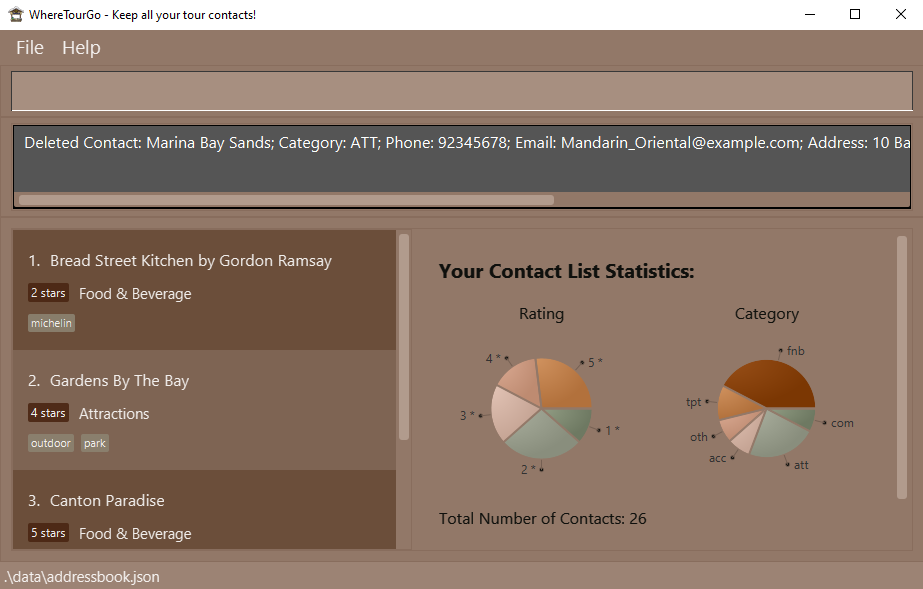 WhereTourGo - Keep all your tour contacts!
File Help
Deleted Contact: Marina Bay Sands; Category: ATT; Phone: 92345678; Email: Mandarin_Oriental@example.com; Address: 10 Ba
1. Bread Street Kitchen by Gordon Ramsay
2 stars Food & Beverage
michelin
2. Gardens By The Bay
4 stars Attractions
outdoor park
3. Canton Paradise
5 stars Food & Beverage
Your Contact List Statistics:
Rating Category
4 * 5 *
3 * 1 *
2 *
fnb
tpt com
oth
acc att
Total Number of Contacts: 26
.\data\addressbook.json